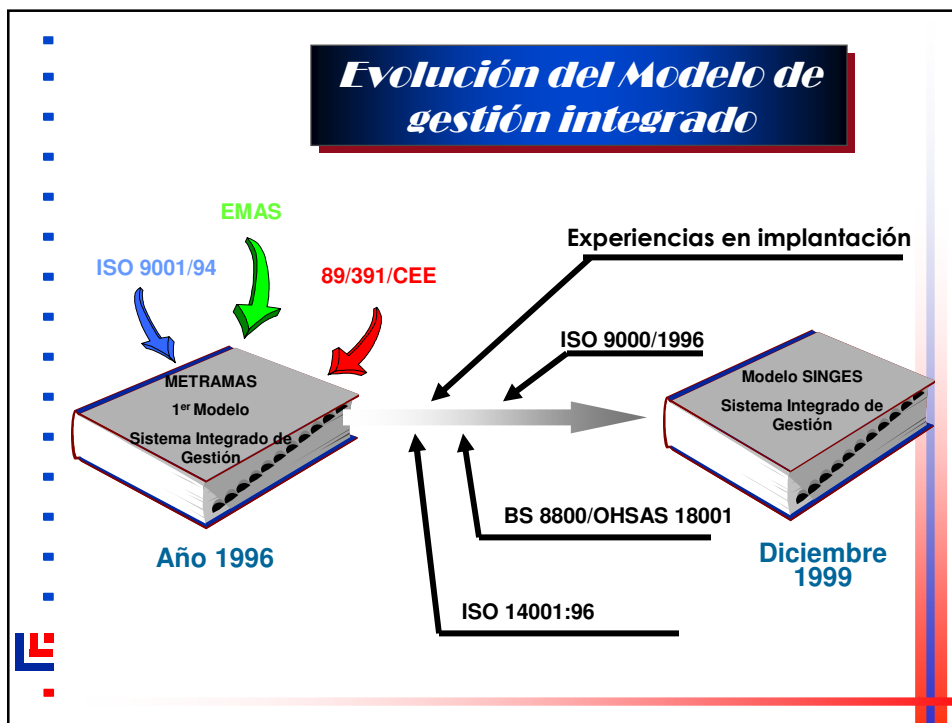 Evolución del Modelo de
gestión integrado
EMAS
ISO 9001/94
89/391/CEE
Experiencias en implantación
ISO 9000/1996
METRAMAS
1er Modelo
Sistema Integrado de
Gestión
Modelo SINGES
Sistema Integrado de
Gestión
BS 8800/OHSAS 18001
Año 1996
Diciembre
1999
ISO 14001:96